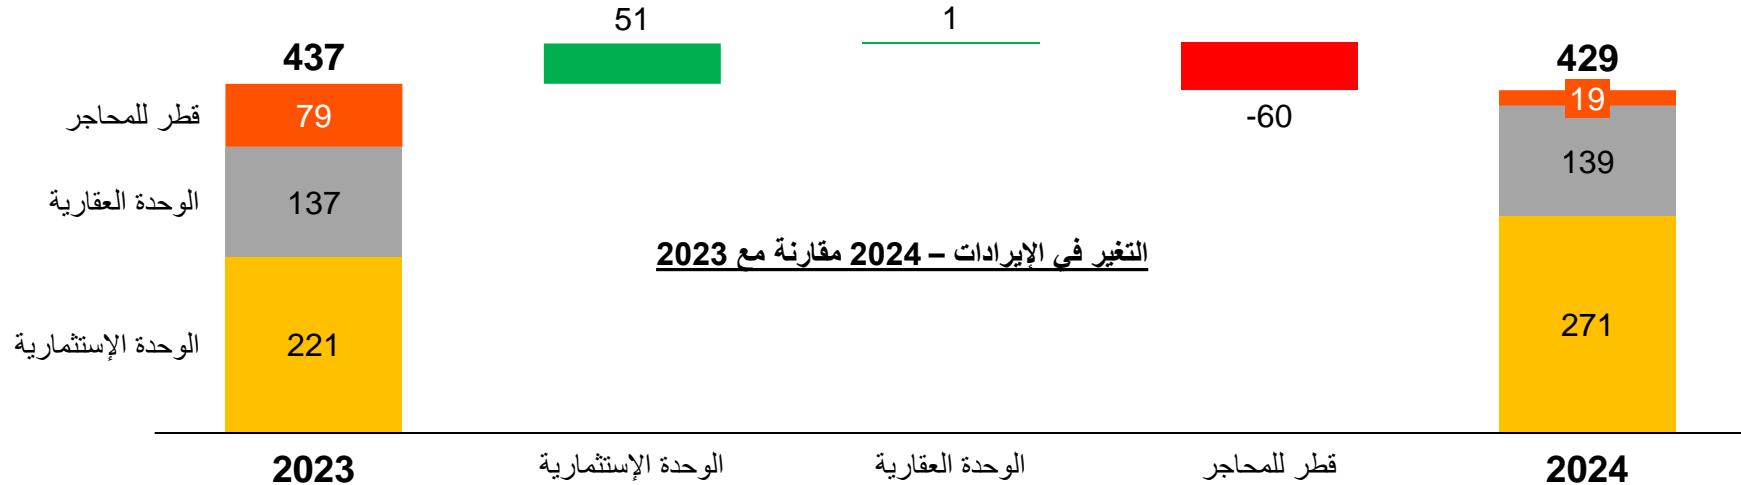 51
1
437
429
79
19
قطر للمحاجر
-60
139
137
الوحدة العقارية
التغير في الإيرادات – 2024 مقارنة مع 2023
271
221
الوحدة الإستثمارية
2023
الوحدة الإستثمارية
الوحدة العقارية
قطر للمحاجر
2024